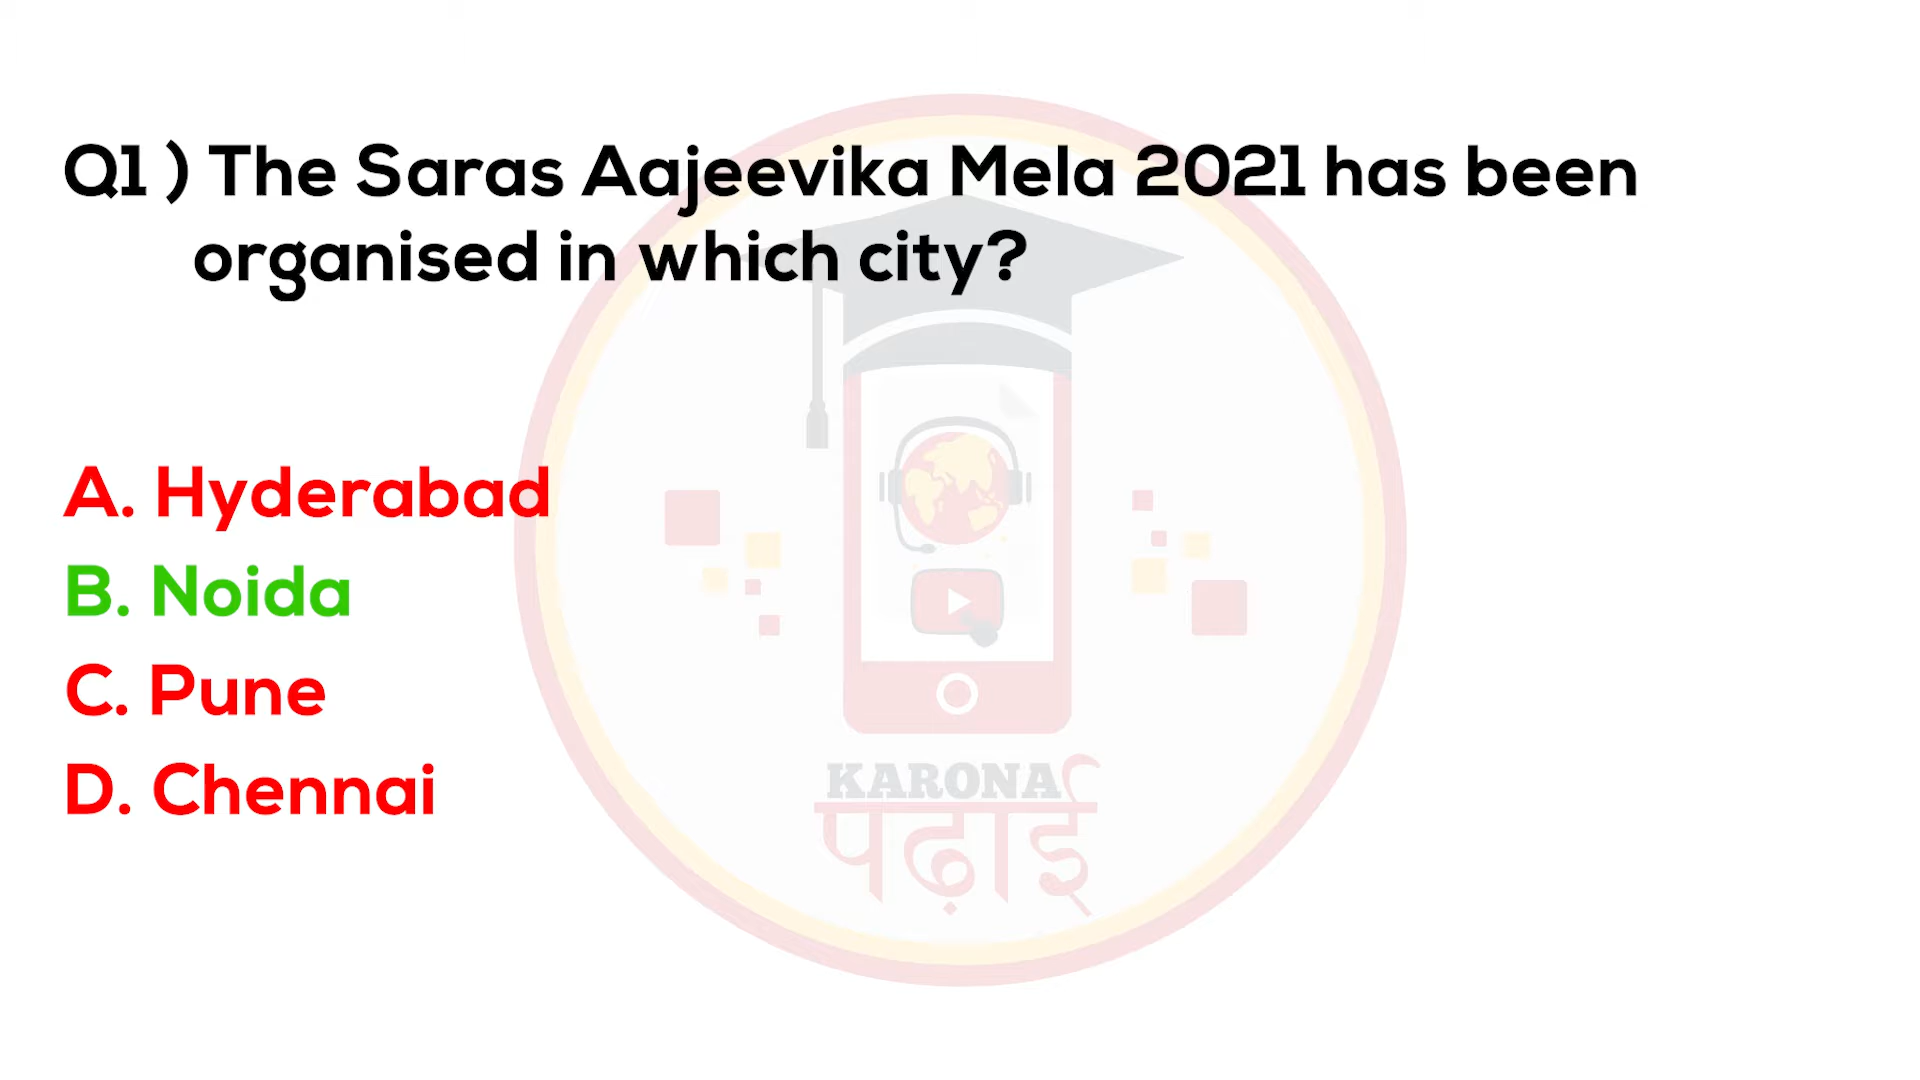 Q1 ) The Saras Aajeevika Mela 2021 has been
organised in which city?
A. Hyderabad
B. Noida
C. Pune
D. Chennai
KARONA
पढ़ाई